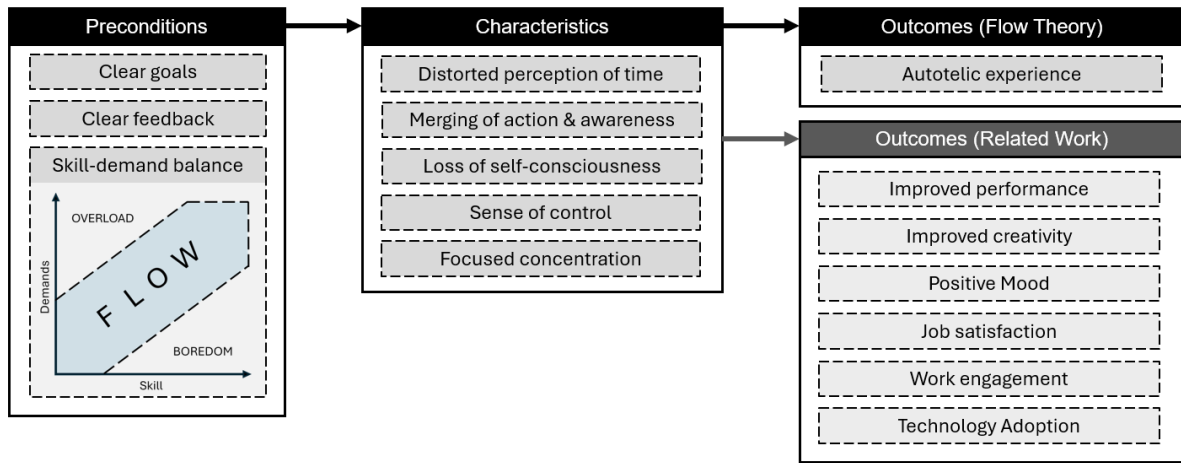 Preconditions
Clear goals
Clear feedback
Skill-demand balance
OVERLOAD
Demands
FLOW
BOREDOM
Skill
Characteristics
Distorted perception of time
Merging of action & awareness
Loss of self-consciousness
Sense of control
Focused concentration
Outcomes (Flow Theory)
Autotelic experience
Outcomes (Related Work)
Improved performance
Improved creativity
Positive Mood
Job satisfaction
Work engagement
Technology Adoption